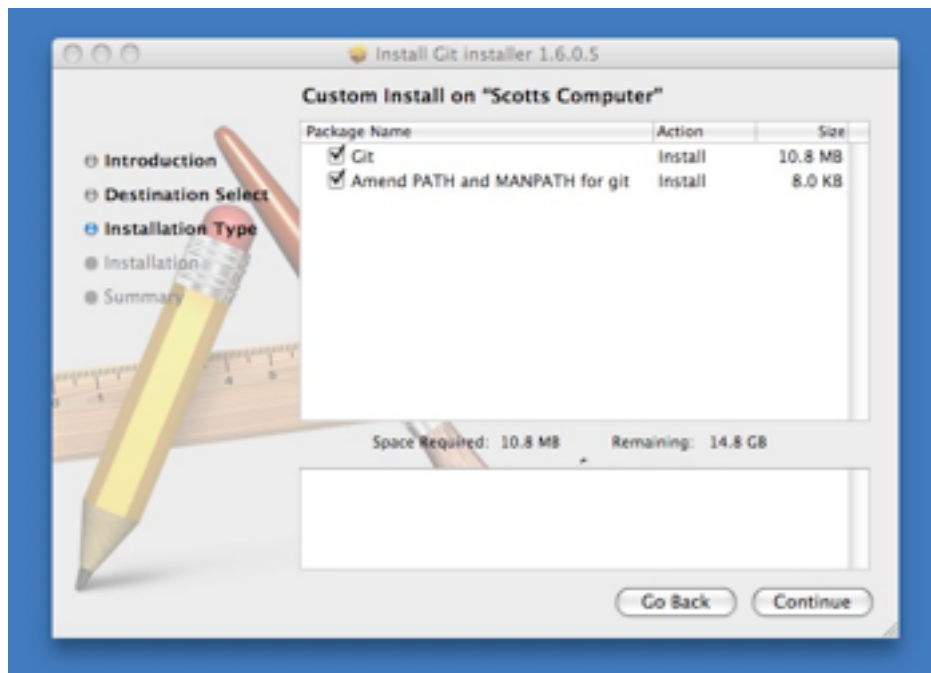 Install Git installer 1.6.0.5
Custom Install on “Scotts Computer”
Introduction
Destination Select
Installation Type
Installation
Summary
Package Name Action Size
Git Install 10.8 MB
Amend PATH and MANPATH for git Install 8.0 KB
Space Required: 10.8 MB Remaining: 14.8 GB
Go Back Continue